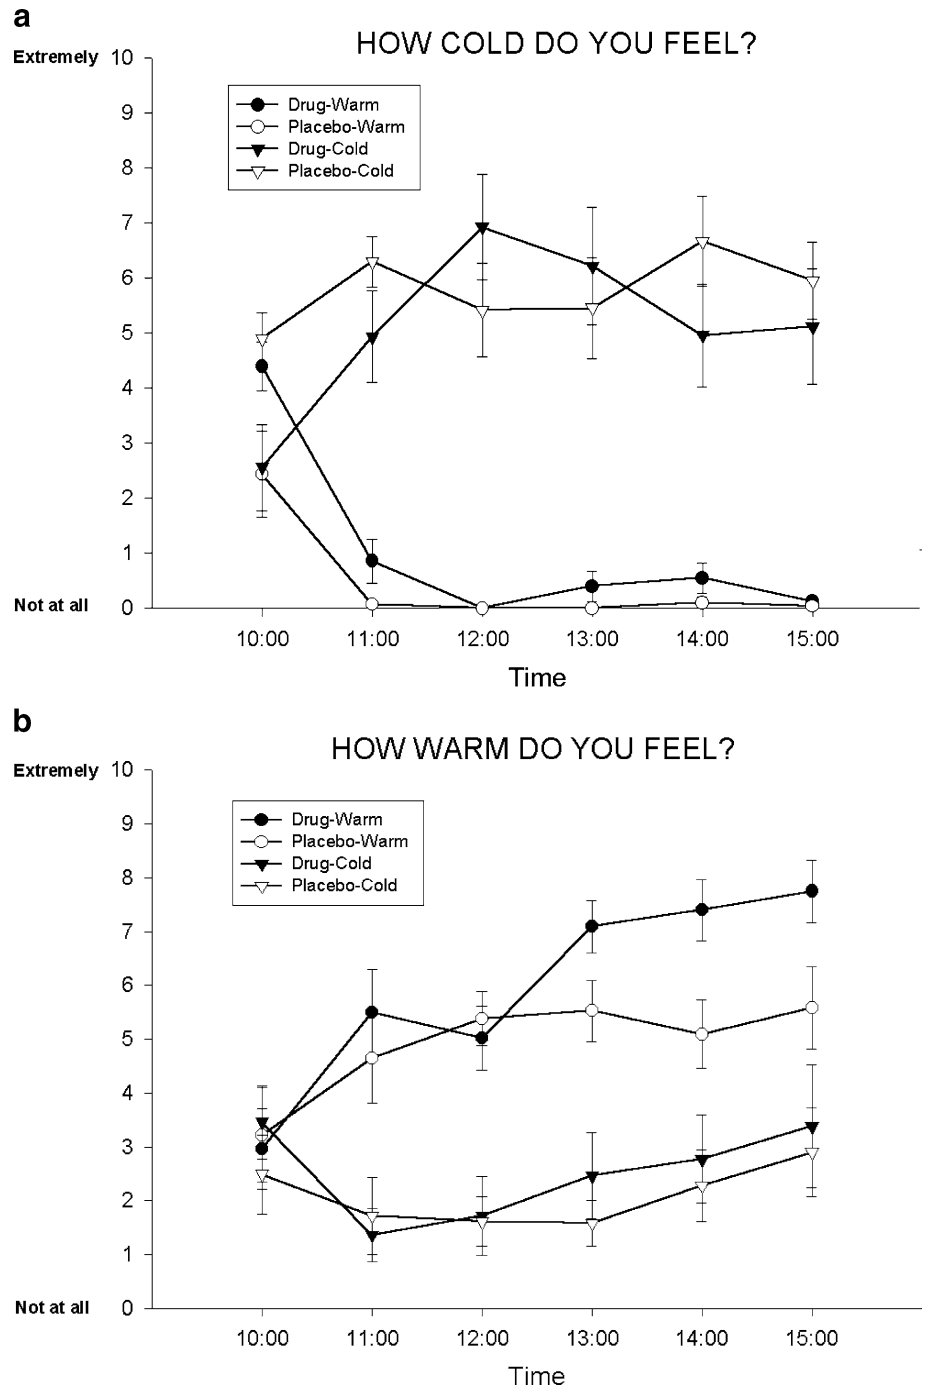 a
HOW COLD DO YOU FEEL?
Extremely 10
Drug-Warm
Placebo-Warm
Drug-Cold
Placebo-Cold
9
8
7
6
5
4
3
2
1
Not at all 0
10:00 11:00 12:00 13:00 14:00 15:00
Time
b
HOW WARM DO YOU FEEL?
Extremely 10
Drug-Warm
Placebo-Warm
Drug-Cold
Placebo-Cold
9
8
7
6
5
4
3
2
1
Not at all 0
10:00 11:00 12:00 13:00 14:00 15:00
Time